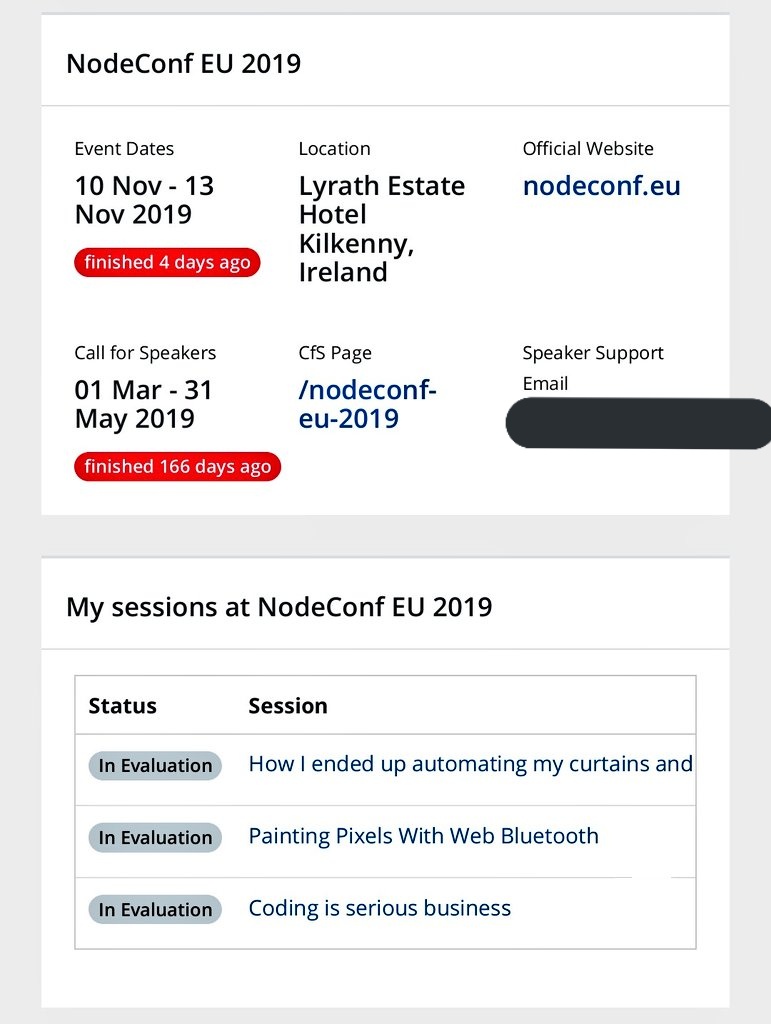 NodeConf EU 2019
Event Dates
10 Nov - 13
Nov 2019
finished 4 days ago
Location
Lyrath Estate
Hotel
Kilkenny,
Ireland
Official Website
nodeconf.eu
Call for Speakers
01 Mar - 31
May 2019
finished 166 days ago
CfS Page
/nodeconf-
eu-2019
Speaker Support
Email
My sessions at NodeConf EU 2019
Status Session
In Evaluation How I ended up automating my curtains and
In Evaluation Painting Pixels With Web Bluetooth
In Evaluation Coding is serious business